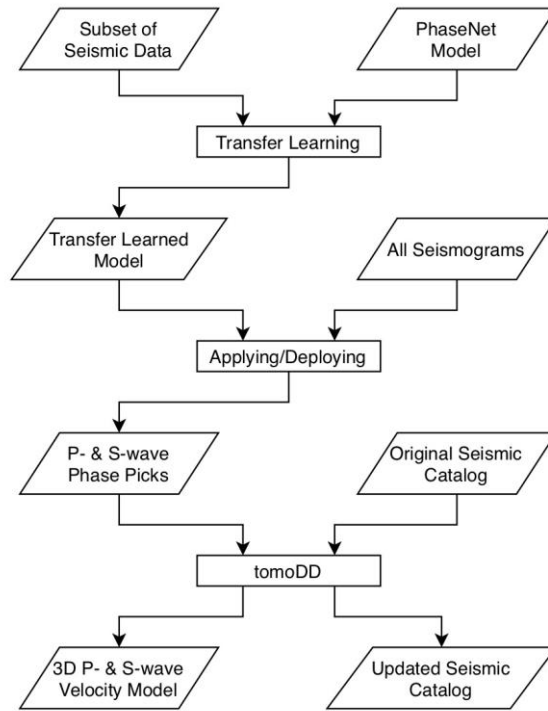 Subset of
Seismic Data
PhaseNet
Model
Transfer Learning
Transfer Learned
Model
All Seismograms
Applying/Deploying
P- & S-wave
Phase Picks
Original Seismic
Catalog
tomoDD
3D P- & S-wave
Velocity Model
Updated Seismic
Catalog